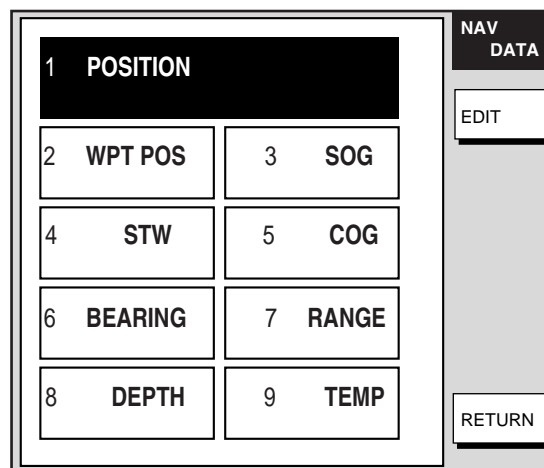 NAV
DATA
1 POSITION
EDIT
2 WPT POS
3 SOG
4 STW
5 COG
6 BEARING
7 RANGE
8 DEPTH
9 TEMP
RETURN